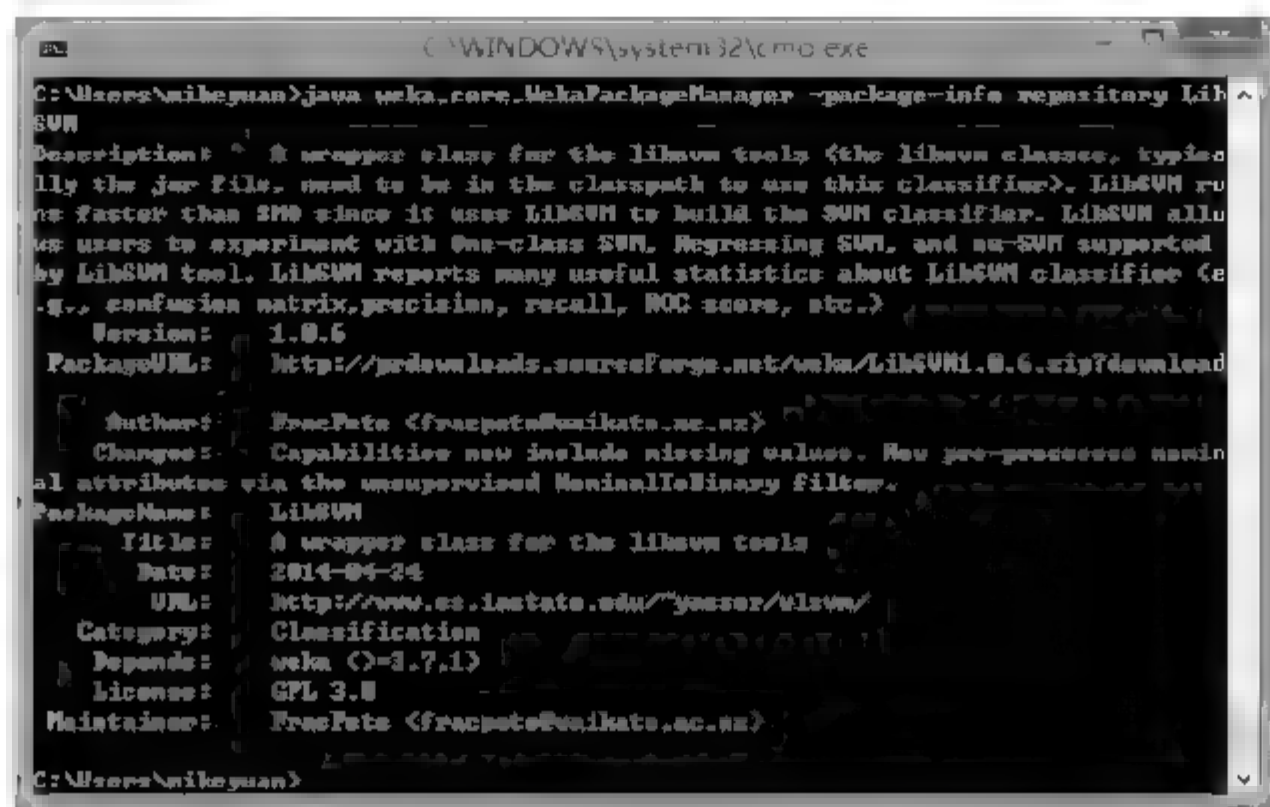 C:\WINDOWS\system32\cmd.exe
C:\Users\mikeyuan>java weka.core.WekaPackageManager -package-info repository Lib
SVM
Description: A wrapper class for the libsvm tools (the libsvm classes, typica
lly the jar file, need to be in the classpath to use this classifier). LibSVM ru
ns faster than SMO since it uses LibSVM to build the SVM classifier. LibSVM allo
ws users to experiment with One-class SVM, Regressing SVM, and nu-SVM supported
by LibSVM tool. LibSVM reports many useful statistics about LibSVM classifier (e
.g., confusion matrix,precision, recall, ROC score, etc.)
Version: 1.0.6
PackageURL: http://prdownloads.sourceforge.net/weka/LibSVM1.0.6.zip?download
Author: FracPete <fracpete@waikato.ac.nz>
Changes: Capabilities now include missing values. Now pre-processes nomin
al attributes via the unsupervised NominalToBinary filter.
PackageName: LibSVM
Title: A wrapper class for the libsvm tools
Date: 2014-04-24
URL: http://www.cs.iastate.edu/~yasser/wlsvm/
Category: Classification
Depends: weka (>=3.7.1)
License: GPL 3.0
Maintainer: FracPete <fracpete@waikato.ac.nz>
C:\Users\mikeyuan>